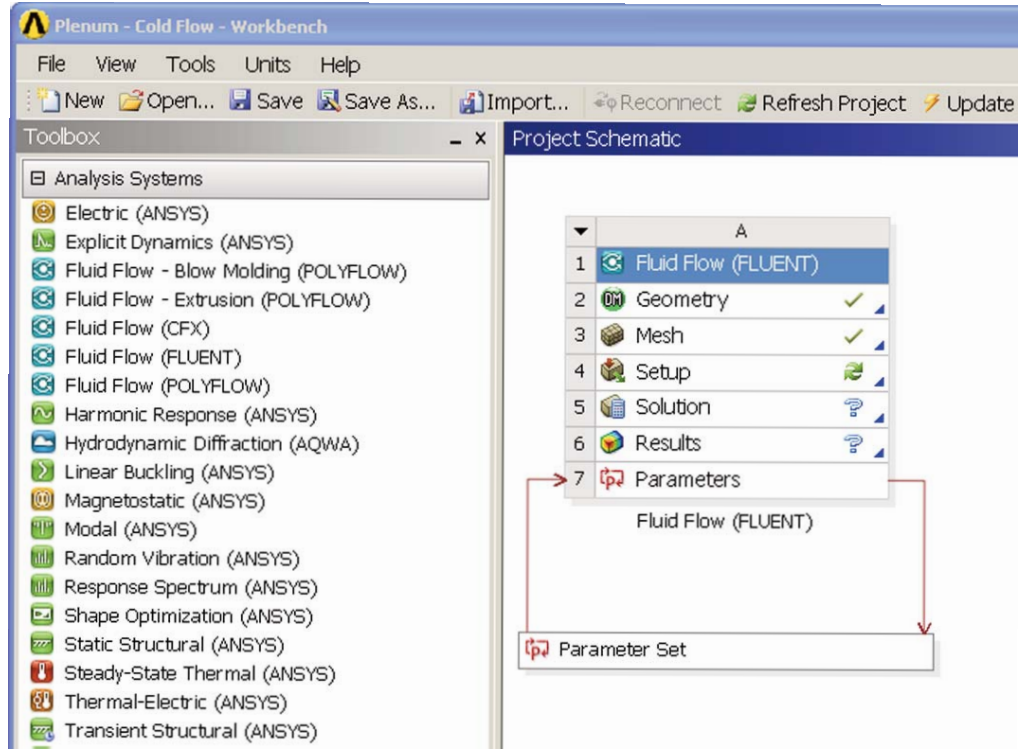 Plenum - Cold Flow - Workbench
File View Tools Units Help
New Open... Save Save As... Import... Reconnect Refresh Project Update
Toolbox
Project Schematic
Analysis Systems
Electric (ANSYS)
Explicit Dynamics (ANSYS)
Fluid Flow - Blow Molding (POLYFLOW)
Fluid Flow - Extrusion (POLYFLOW)
Fluid Flow (CFX)
Fluid Flow (FLUENT)
Fluid Flow (POLYFLOW)
Harmonic Response (ANSYS)
Hydrodynamic Diffraction (AQWA)
Linear Buckling (ANSYS)
Magnetostatic (ANSYS)
Modal (ANSYS)
Random Vibration (ANSYS)
Response Spectrum (ANSYS)
Shape Optimization (ANSYS)
Static Structural (ANSYS)
Steady-State Thermal (ANSYS)
Thermal-Electric (ANSYS)
Transient Structural (ANSYS)
A
1 Fluid Flow (FLUENT)
2 DM Geometry
3 Mesh
4 Setup
5 Solution
6 Results
7 Parameters
Fluid Flow (FLUENT)
Parameter Set